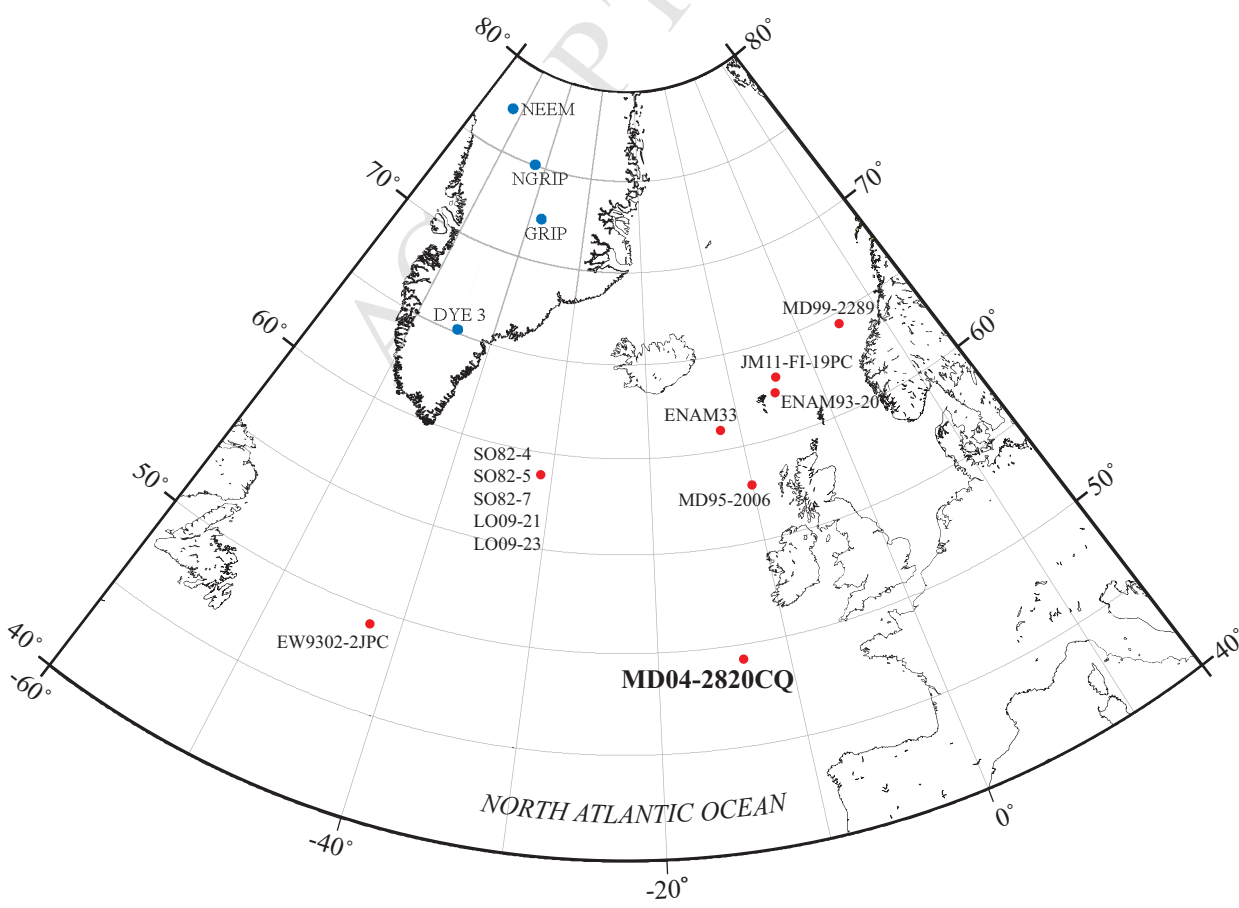 80°
80°
NEEM
70°
NGRIP
70°
GRIP
DYE 3
MD99-2289
60°
60°
JM11-FI-19PC
ENAM93-20
ENAM33
SO82-4
SO82-5
SO82-7
LO09-21
LO09-23
50°
50°
MD95-2006
EW9302-2JPC
MD04-2820CQ
40°
-60°
40°
NORTH ATLANTIC OCEAN
0°
-40°
-20°